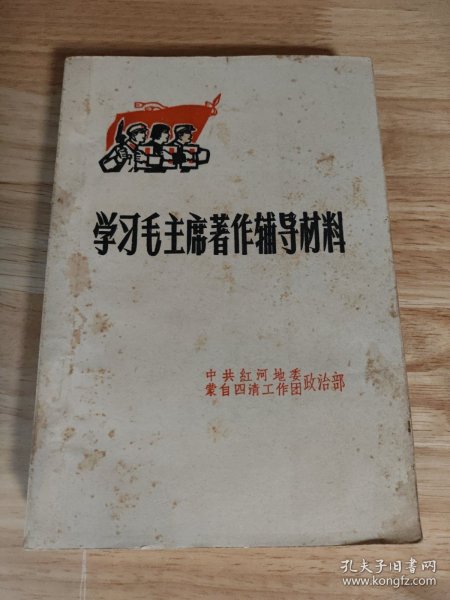 学习毛主席著作辅导材料
中共红河地委
蒙自四清工作团政治部
孔夫子旧书网
www.kongfz.com